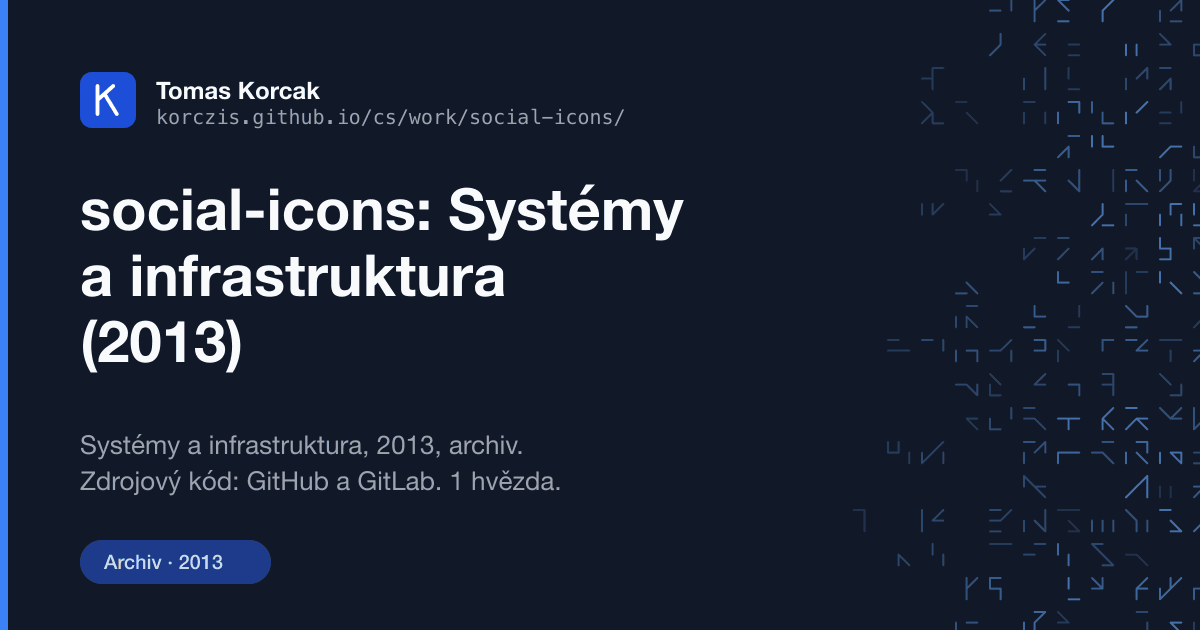 K
Tomas Korcak
korczis.github.io/cs/work/social-icons/
social-icons: Systémy
a infrastruktura
(2013)
Systémy a infrastruktura, 2013, archiv.
Zdrojový kód: GitHub a GitLab. 1 hvězda.
Archiv · 2013